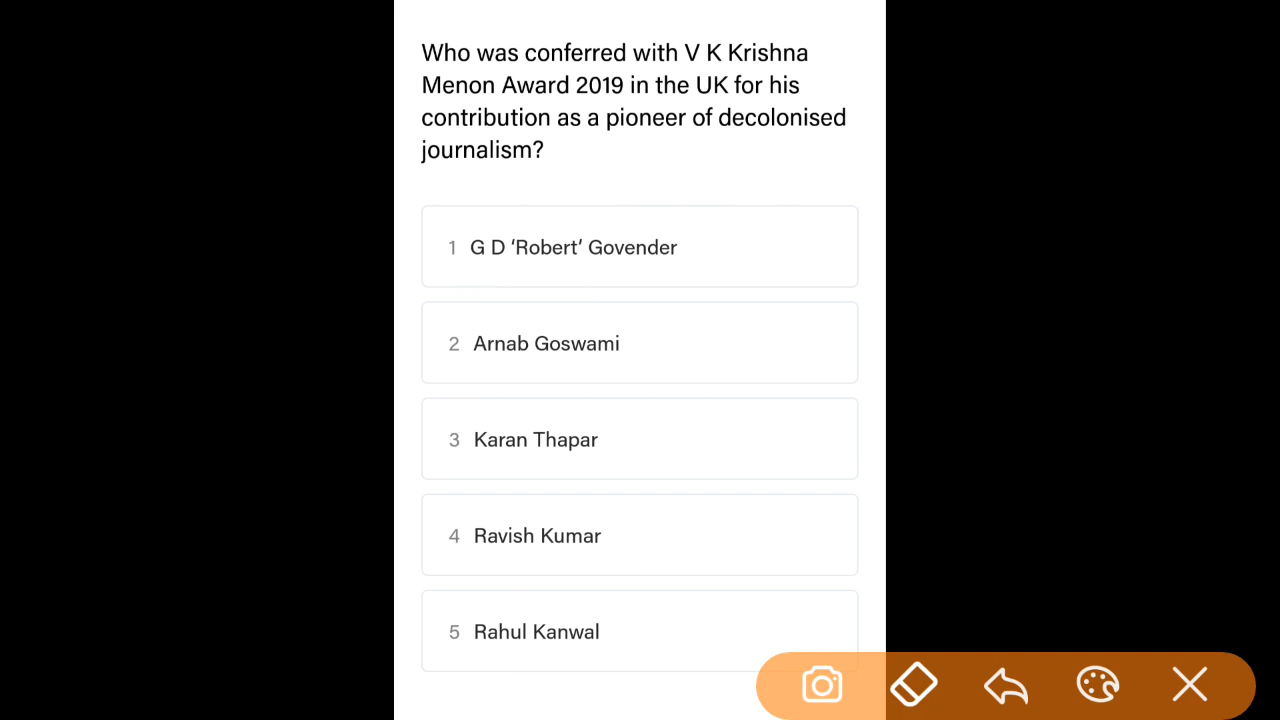 Who was conferred with V K Krishna
Menon Award 2019 in the UK for his
contribution as a pioneer of decolonised
journalism?
1 G D ‘Robert’ Govender
2 Arnab Goswami
3 Karan Thapar
4 Ravish Kumar
5 Rahul Kanwal